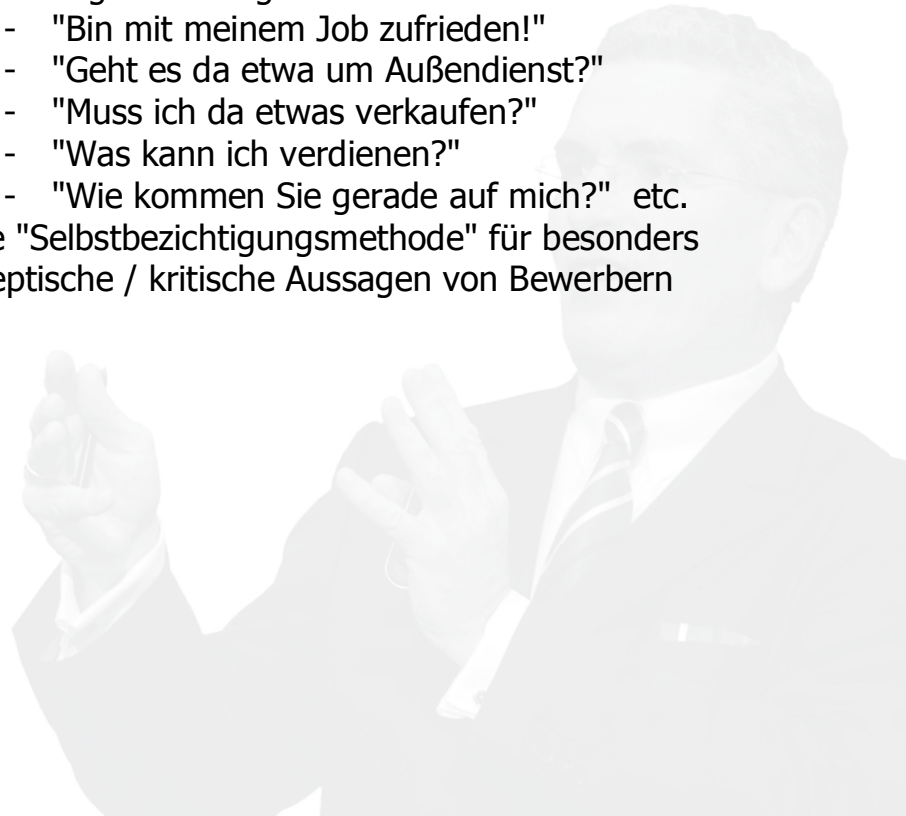 - "Bin mit meinem Job zufrieden!"
- "Geht es da etwa um Außendienst?"
- "Muss ich da etwas verkaufen?"
- "Was kann ich verdienen?"
- "Wie kommen Sie gerade auf mich?" etc.
e "Selbstbezichtigungsmethode" für besonders
eptische / kritische Aussagen von Bewerbern